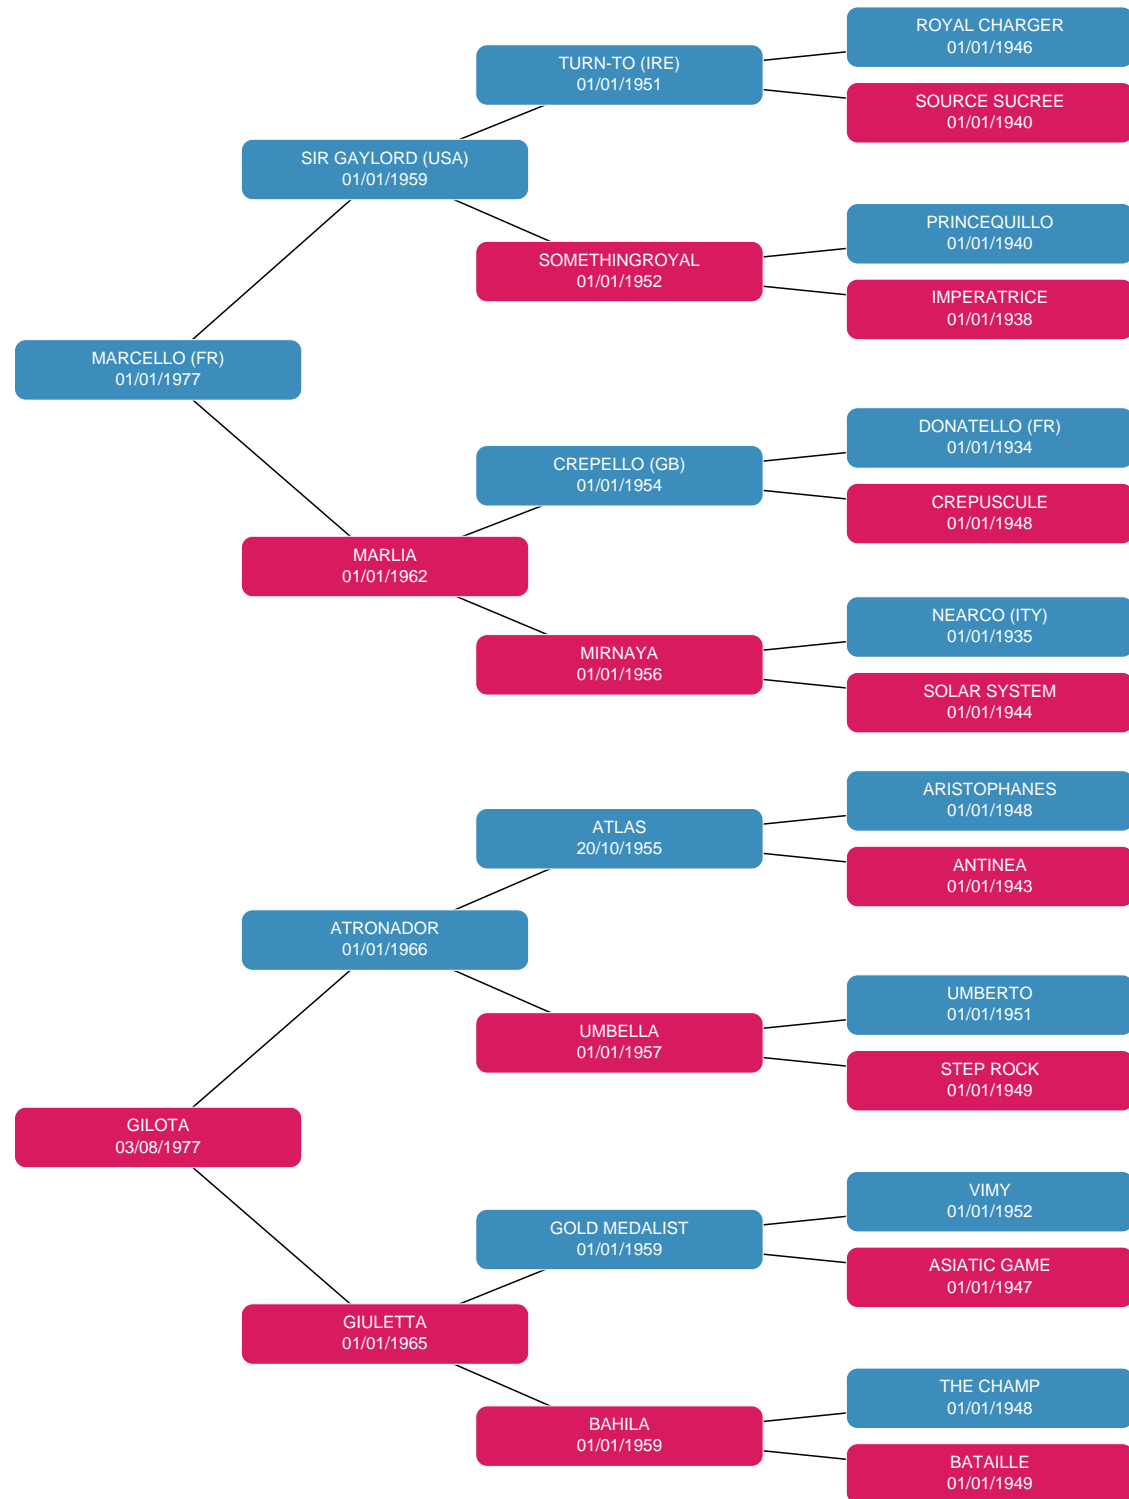 ROYAL CHARGER
01/01/1946
TURN-TO (IRE)
01/01/1951
SOURCE SUCREE
01/01/1940
SIR GAYLORD (USA)
01/01/1959
PRINCEQUILLO
01/01/1940
SOMETHINGROYAL
01/01/1952
IMPERATRICE
01/01/1938
MARCELLO (FR)
01/01/1977
DONATELLO (FR)
01/01/1934
CREPELLO (GB)
01/01/1954
CREPUSCULE
01/01/1948
MARLIA
01/01/1962
NEARCO (ITY)
01/01/1935
MIRNAYA
01/01/1956
SOLAR SYSTEM
01/01/1944
ARISTOPHANES
01/01/1948
ATLAS
20/10/1955
ANTINEA
01/01/1943
ATRONADOR
01/01/1966
UMBERTO
01/01/1951
UMBELLA
01/01/1957
STEP ROCK
01/01/1949
GILOTA
03/08/1977
VIMY
01/01/1952
GOLD MEDALIST
01/01/1959
ASIATIC GAME
01/01/1947
GIULETTA
01/01/1965
THE CHAMP
01/01/1948
BAHILA
01/01/1959
BATAILLE
01/01/1949